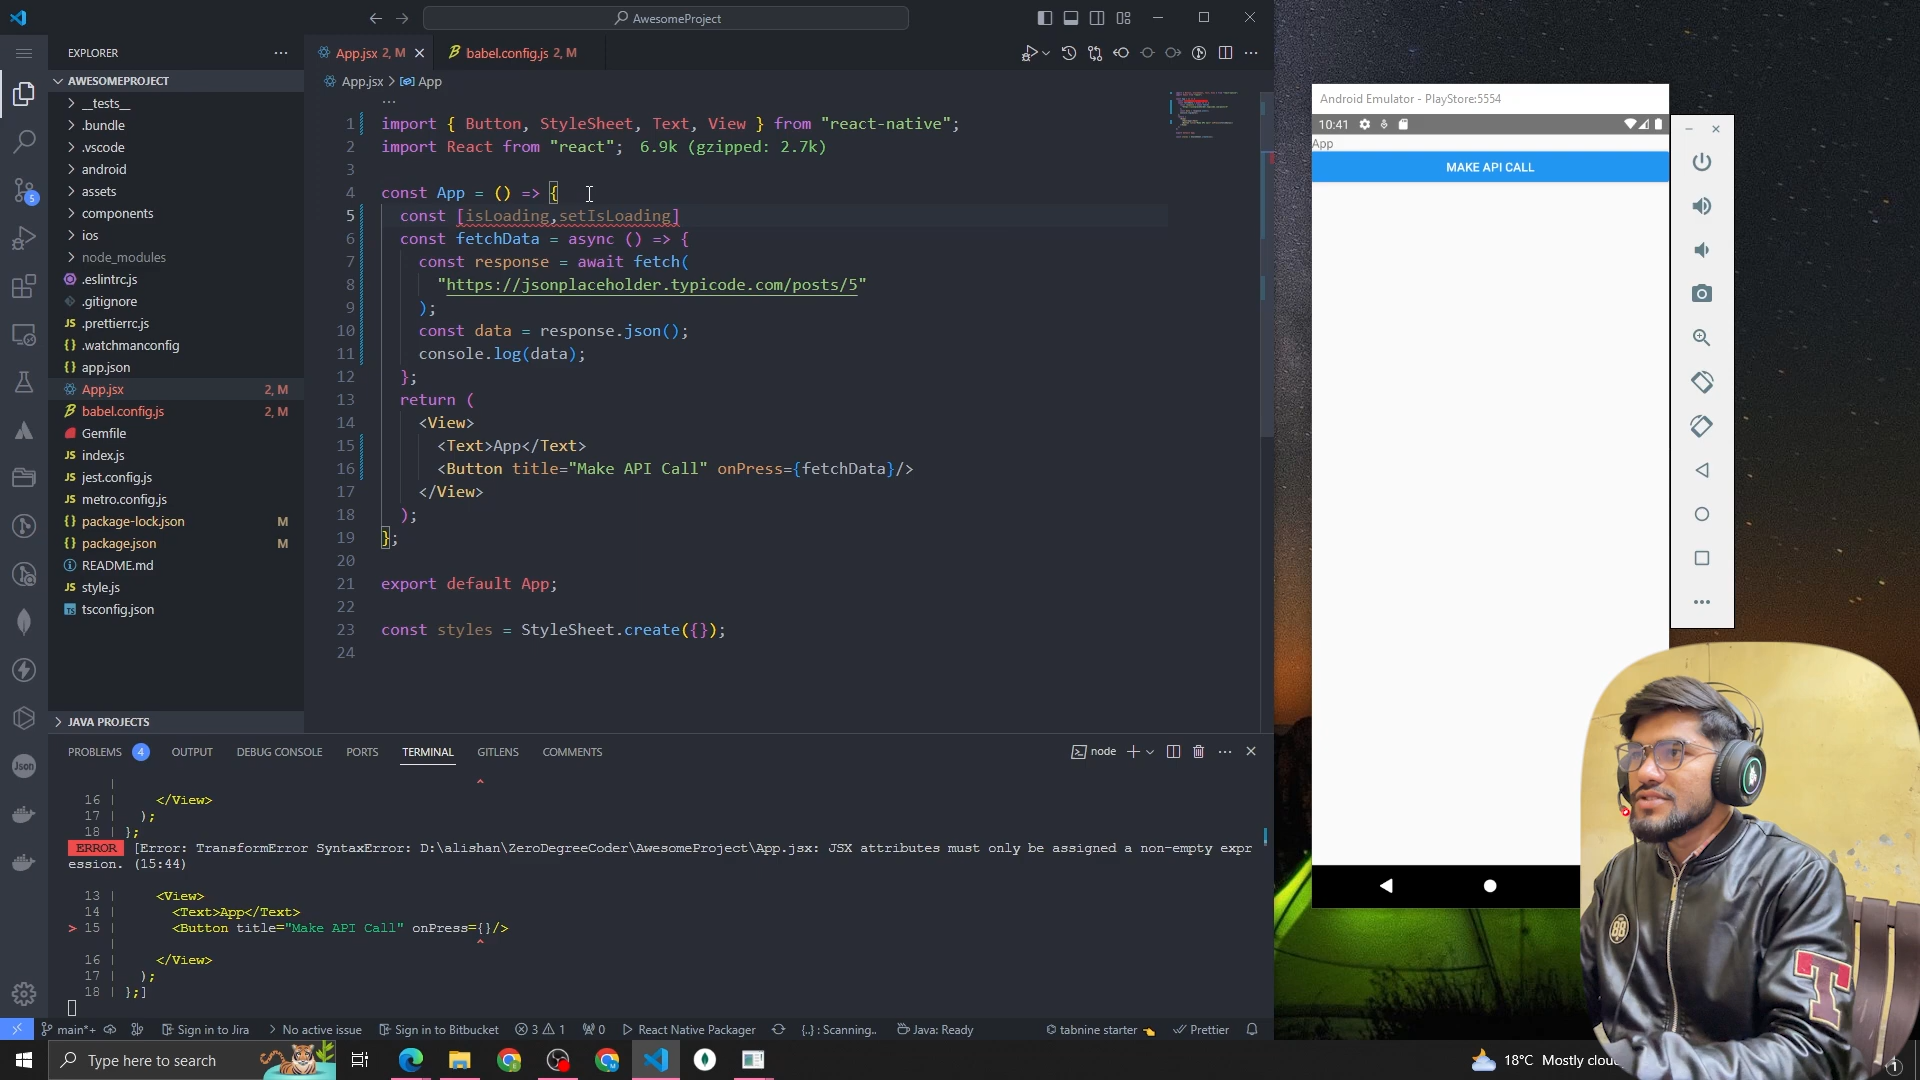 AwesomeProject
EXPLORER
AWESOMEPROJECT
__tests__
.bundle
.vscode
android
assets
components
ios
node_modules
.eslintrc.js
.gitignore
JS .prettierrc.js
{} .watchmanconfig
{} app.json
App.jsx 2, M
babel.config.js 2, M
Gemfile
JS index.js
JS jest.config.js
JS metro.config.js
{} package-lock.json M
{} package.json M
README.md
JS style.js
TS tsconfig.json
JAVA PROJECTS
App.jsx 2, M
babel.config.js 2, M
App.jsx > App
...
1 import { Button, StyleSheet, Text, View } from "react-native";
2 import React from "react"; 6.9k (gzipped: 2.7k)
3
4 const App = () => {
5 const [isLoading,setIsLoading]
6 const fetchData = async () => {
7 const response = await fetch(
8 "https://jsonplaceholder.typicode.com/posts/5"
9 );
10 const data = response.json();
11 console.log(data);
12 };
13 return (
14 <View>
15 <Text>App</Text>
16 <Button title="Make API Call" onPress={fetchData}/>
17 </View>
18 );
19 };
20
21 export default App;
22
23 const styles = StyleSheet.create({});
24
PROBLEMS 4 OUTPUT DEBUG CONSOLE PORTS TERMINAL GITLENS COMMENTS
node
| ^
16 | </View>
17 | );
18 | };
ERROR [Error: TransformError SyntaxError: D:\alishan\ZeroDegreeCoder\AwesomeProject\App.jsx: JSX attributes must only be assigned a non-empty expr
ession. (15:44)
13 | <View>
14 | <Text>App</Text>
> 15 | <Button title="Make API Call" onPress={}/>
| ^
16 | </View>
17 | );
18 | };]
main*+ Sign in to Jira > No active issue Sign in to Bitbucket 3 1 0 React Native Packager {..} : Scanning.. Java: Ready tabnine starter Prettier
Type here to search
18°C Mostly clou
1
5
Json
Android Emulator - PlayStore:5554
10:41
App
MAKE API CALL
88
T